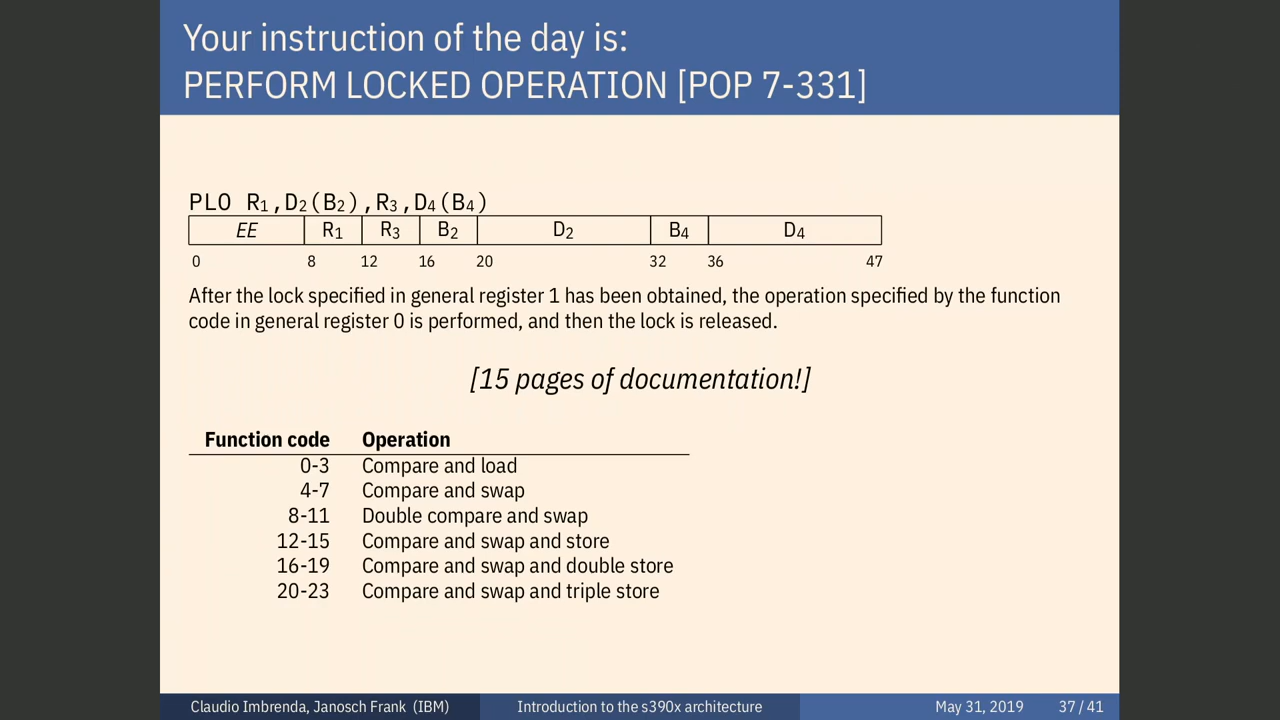 Your instruction of the day is:
PERFORM LOCKED OPERATION [POP 7-331]
PLO R₁,D₂(B₂),R₃,D₄(B₄)
EE R₁ R₃ B₂ D₂ B₄ D₄
0 8 12 16 20 32 36 47
After the lock specified in general register 1 has been obtained, the operation specified by the function
code in general register 0 is performed, and then the lock is released.
[15 pages of documentation!]
Function code Operation
0-3 Compare and load
4-7 Compare and swap
8-11 Double compare and swap
12-15 Compare and swap and store
16-19 Compare and swap and double store
20-23 Compare and swap and triple store
Claudio Imbrenda, Janosch Frank (IBM) Introduction to the s390x architecture May 31, 2019 37 / 41